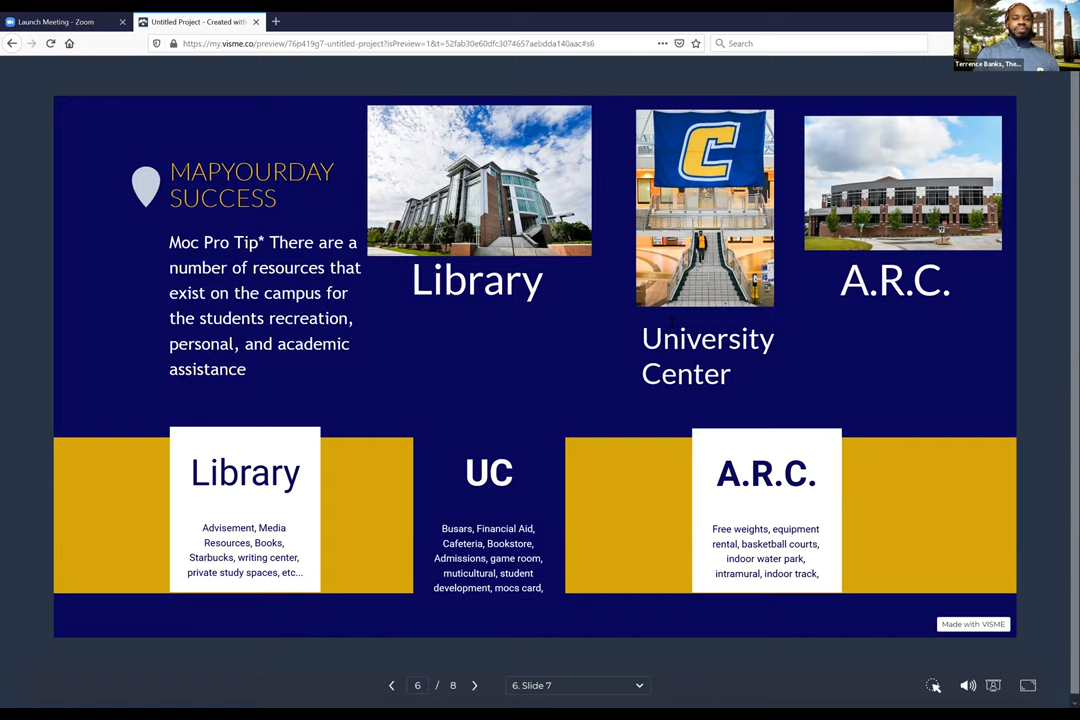 Launch Meeting - Zoom
Untitled Project - Created with
https://my.visme.co/preview/76p419g7-untitled-project?isPreview=1&t=52fab30e60dfc3074657aebdda140aac#s6
Search
Terrence Banks, The...
MAPYOURDAY
SUCCESS
Moc Pro Tip* There are a
number of resources that
exist on the campus for
the students recreation,
personal, and academic
assistance
Library
C
University
Center
A.R.C.
Library
Advisement, Media
Resources, Books,
Starbucks, writing center,
private study spaces, etc...
UC
Busars, Financial Aid,
Cafeteria, Bookstore,
Admissions, game room,
muticultural, student
development, mocs card,
A.R.C.
Free weights, equipment
rental, basketball courts,
indoor water park,
intramural, indoor track,
Made with VISME
6 / 8
6. Slide 7